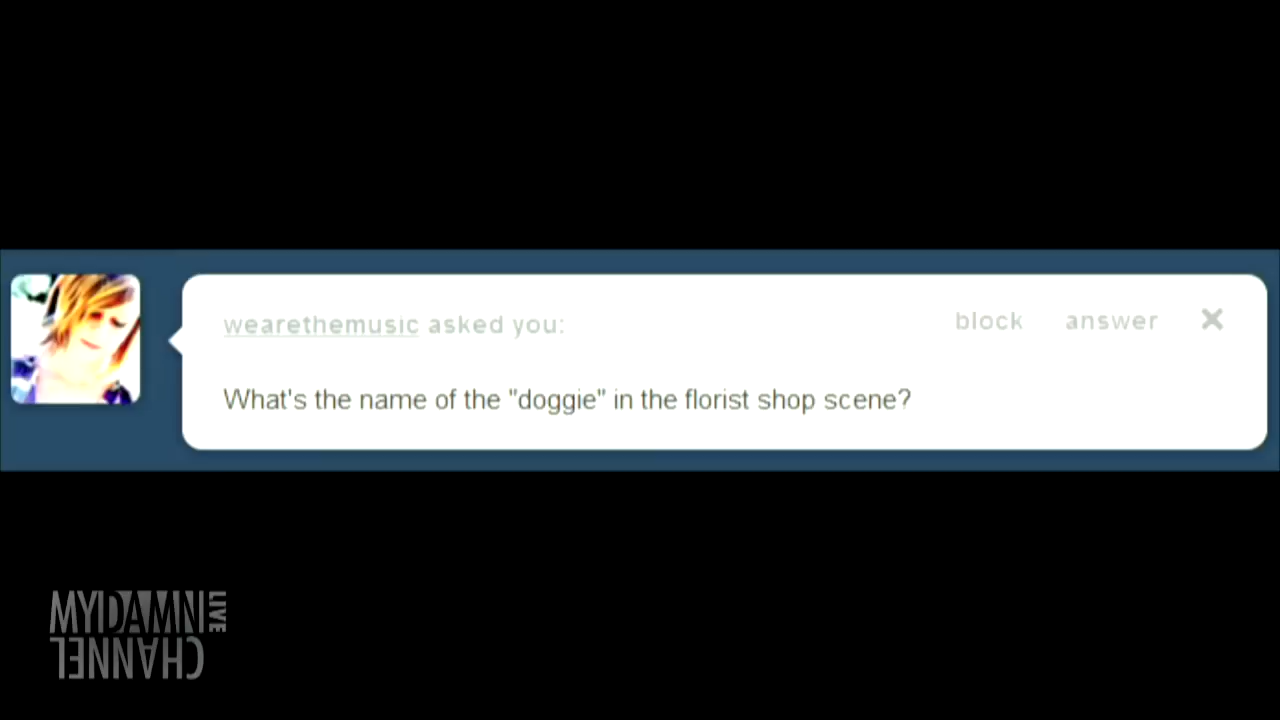 wearethemusic asked you:
block answer ×
What's the name of the "doggie" in the florist shop scene?
MYDAMN LIVE
CHANNEL